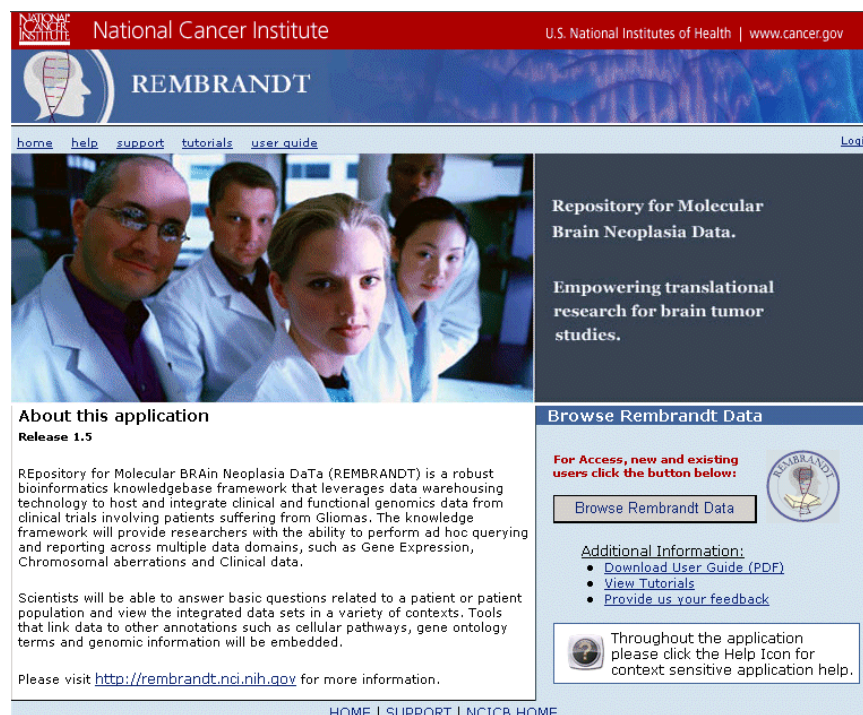 NATIONAL
CANCER
INSTITUTE
National Cancer Institute
U.S. National Institutes of Health | www.cancer.gov
REMBRANDT
home help support tutorials user guide
Logi
Repository for Molecular
Brain Neoplasia Data.
Empowering translational
research for brain tumor
studies.
About this application
Release 1.5
REpository for Molecular BRAin Neoplasia DaTa (REMBRANDT) is a robust
bioinformatics knowledgebase framework that leverages data warehousing
technology to host and integrate clinical and functional genomics data from
clinical trials involving patients suffering from Gliomas. The knowledge
framework will provide researchers with the ability to perform ad hoc querying
and reporting across multiple data domains, such as Gene Expression,
Chromosomal aberrations and Clinical data.
Scientists will be able to answer basic questions related to a patient or patient
population and view the integrated data sets in a variety of contexts. Tools
that link data to other annotations such as cellular pathways, gene ontology
terms and genomic information will be embedded.
Please visit http://rembrandt.nci.nih.gov for more information.
Browse Rembrandt Data
For Access, new and existing
users click the button below:
REMBRANDT
Browse Rembrandt Data
Additional Information:
• Download User Guide (PDF)
• View Tutorials
• Provide us your feedback
?
Throughout the application
please click the Help Icon for
context sensitive application help.
HOME | SUPPORT | NCICB HOME